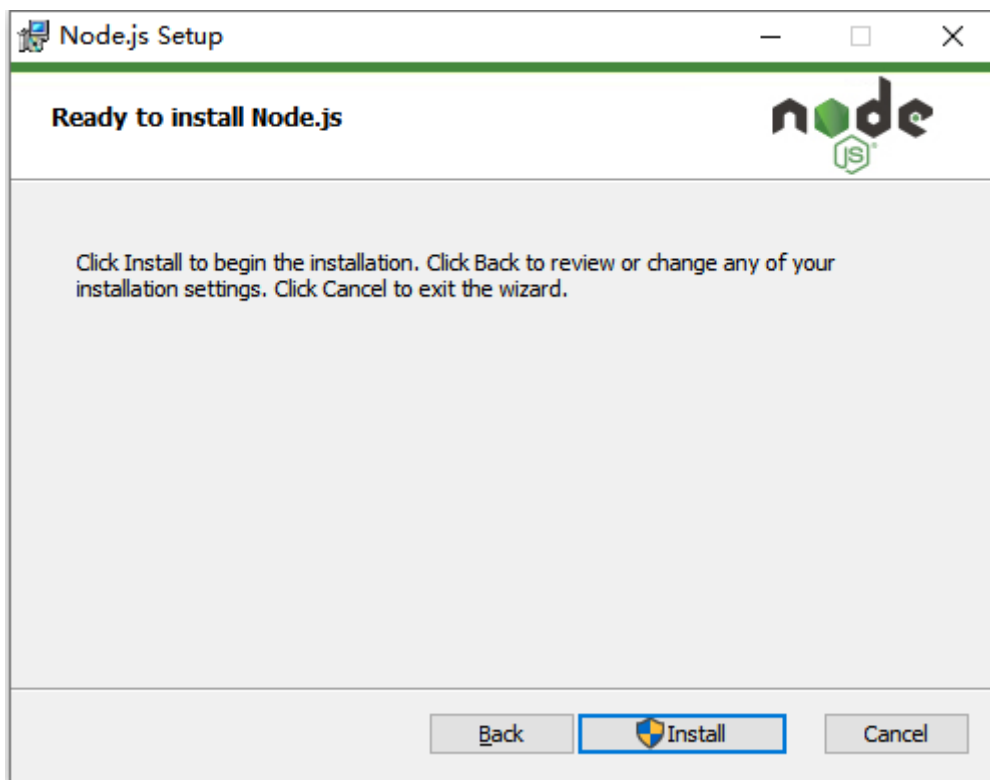 Node.js Setup
Ready to install Node.js
node
JS
Click Install to begin the installation. Click Back to review or change any of your
installation settings. Click Cancel to exit the wizard.
Back
Install
Cancel